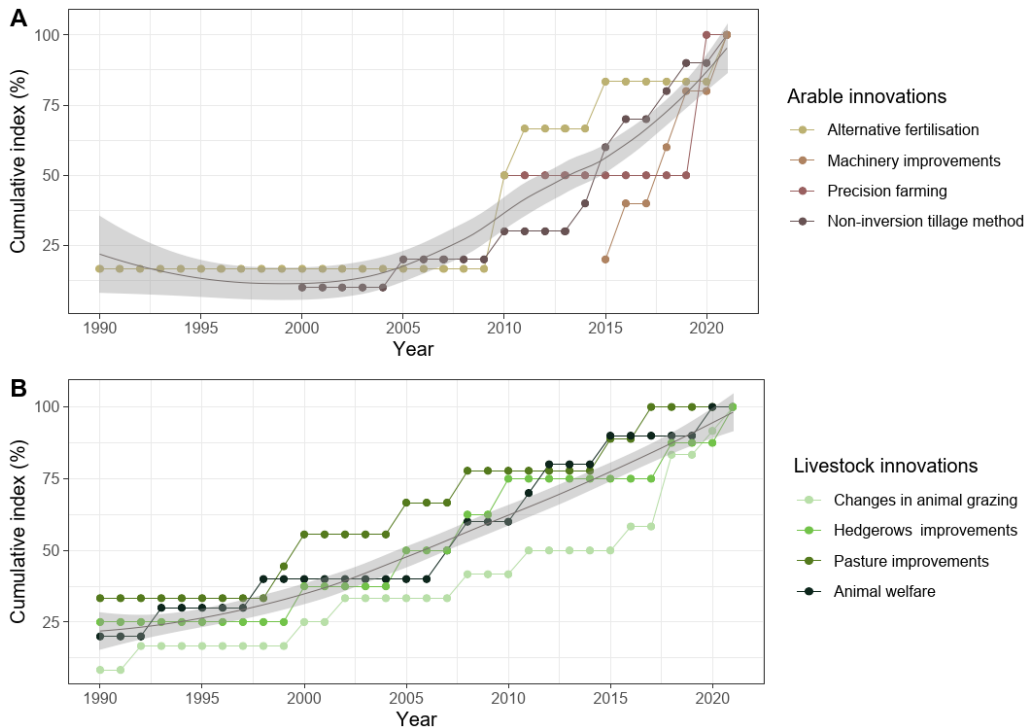 A
Cumulative index (%)
100
75
50
25
1990 1995 2000 2005 2010 2015 2020
Year
Arable innovations
Alternative fertilisation
Machinery improvements
Precision farming
Non-inversion tillage method
B
Cumulative index (%)
100
75
50
25
1990 1995 2000 2005 2010 2015 2020
Year
Livestock innovations
Changes in animal grazing
Hedgerows improvements
Pasture improvements
Animal welfare